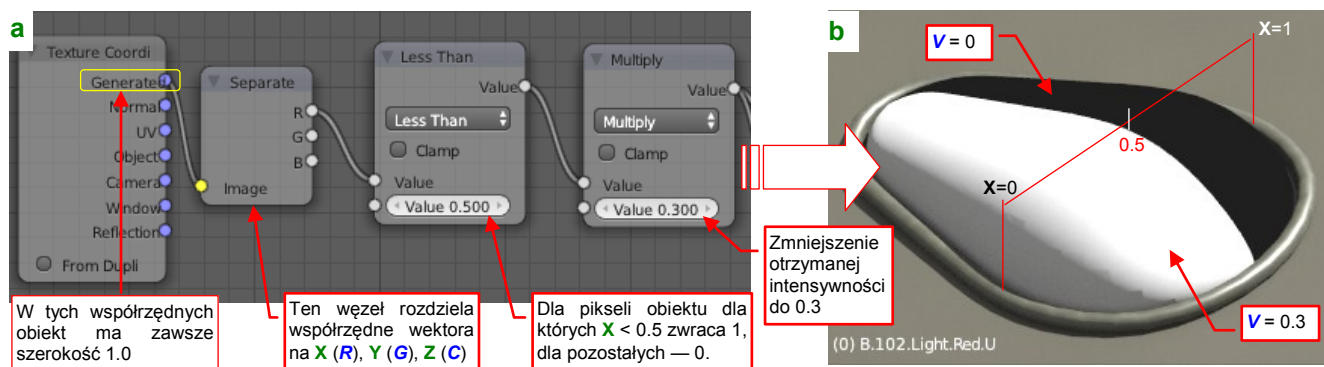 a
Texture Coordi
Generated
Normal
UV
Object
Camera
Window
Reflection
From Dupli
Separate
R
G
B
Image
Less Than
Value
Less Than
Clamp
Value
Value 0.500
Multiply
Value
Multiply
Clamp
Value
Value 0.300
W tych współrzędnych
obiekt ma zawsze
szerokość 1.0
Ten węzeł rozdziela
współrzędne wektora
na X (R), Y (G), Z (C)
Dla pikseli obiektu dla
których X < 0.5 zwraca 1,
dla pozostałych — 0.
Zmniejszenie
otrzymanej
intensywności
do 0.3
b
V = 0
X=1
0.5
X=0
V = 0.3
(0) B.102.Light.Red.U